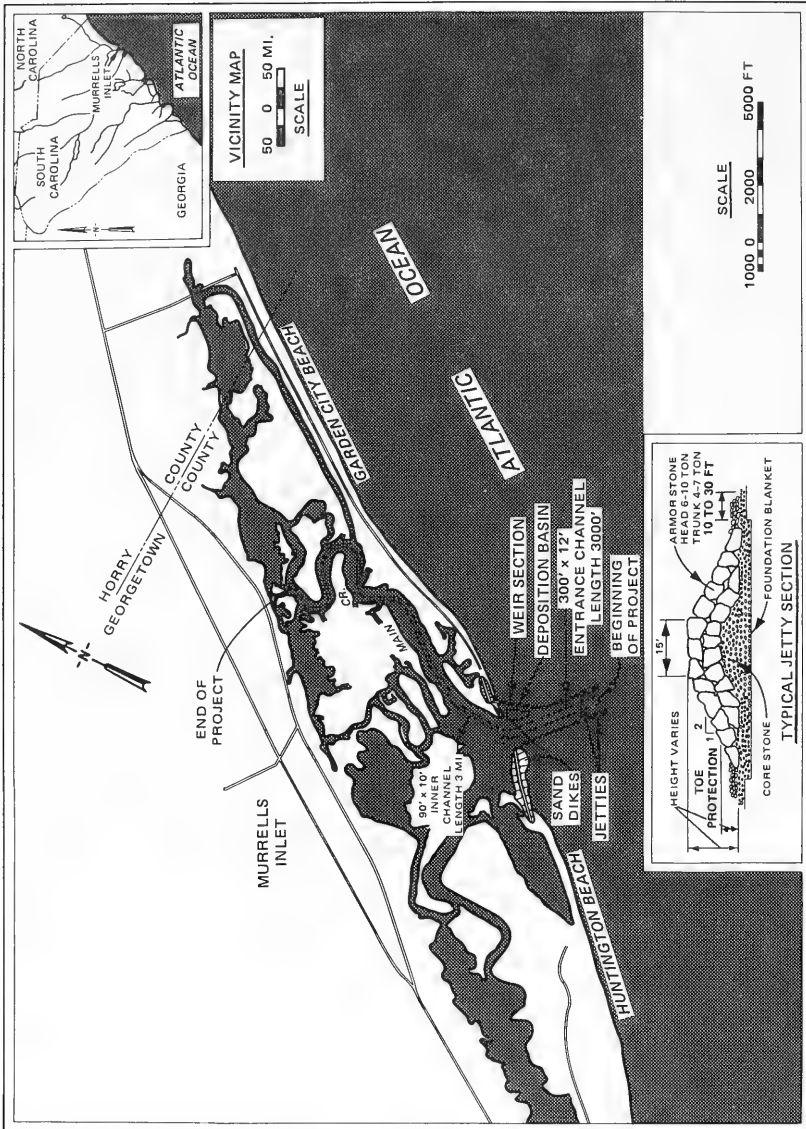 NORTH
CAROLINA
SOUTH
CAROLINA
MURRELLS
INLET
ATLANTIC
OCEAN
GEORGIA
N
VICINITY MAP
50 0 50 MI.
SCALE
HORRY COUNTY
GEORGETOWN COUNTY
N
END OF
PROJECT
MURRELLS
INLET
MAIN CR.
GARDEN CITY BEACH
ATLANTIC OCEAN
90' x 10'
INNER
CHANNEL
LENGTH 3 MI
WEIR SECTION
DEPOSITION BASIN
300' x 12'
ENTRANCE CHANNEL
LENGTH 3000'
BEGINNING
OF PROJECT
SAND
DIKES
JETTIES
HUNTINGTON BEACH
SCALE
1000 0 2000 5000 FT
HEIGHT VARIES
TOE
PROTECTION
1 2
15'
ARMOR STONE
HEAD 6-10 TON
TRUNK 4-7 TON
10 TO 30 FT
CORE STONE
FOUNDATION BLANKET
TYPICAL JETTY SECTION